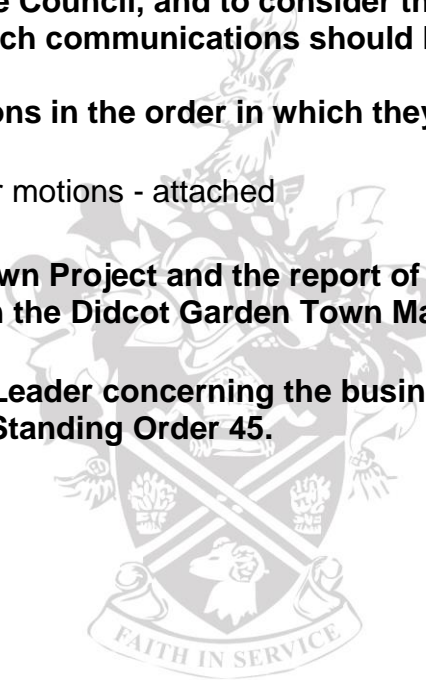 e Council, and to consider th
ch communications should
ons in the order in which they
r motions - attached
wn Project and the report of
n the Didcot Garden Town Ma
Leader concerning the busin
Standing Order 45.
FAITH IN SERVICE